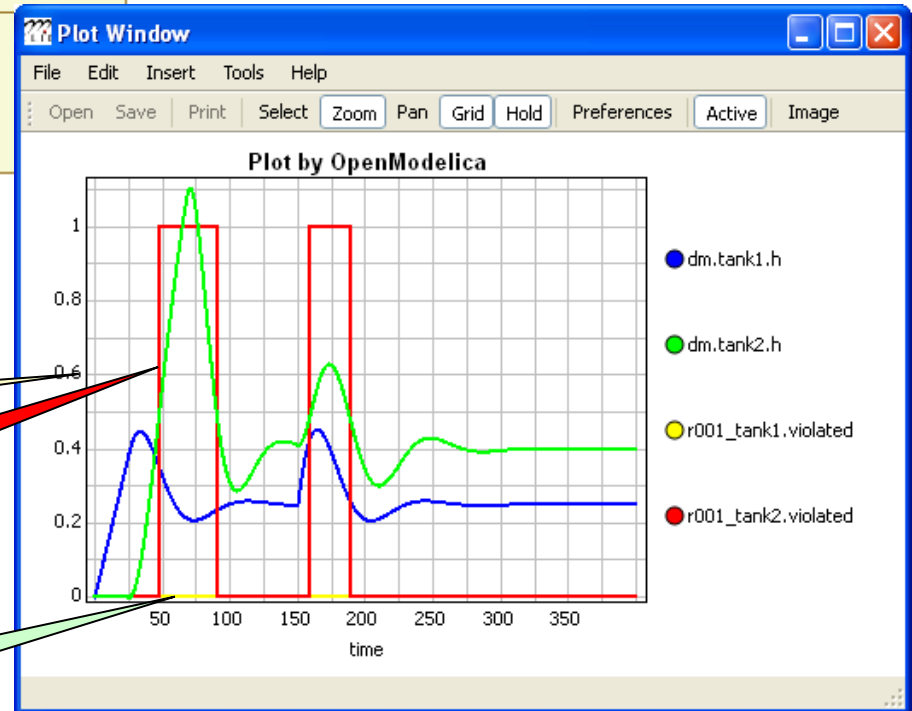 Plot Window
File Edit Insert Tools Help
Open Save Print Select Zoom Pan Grid Hold Preferences Active Image
Plot by OpenModelica
1
0.8
0.6
0.4
0.2
0
50 100 150 200 250 300 350
time
dm.tank1.h
dm.tank2.h
r001_tank1.violated
r001_tank2.violated